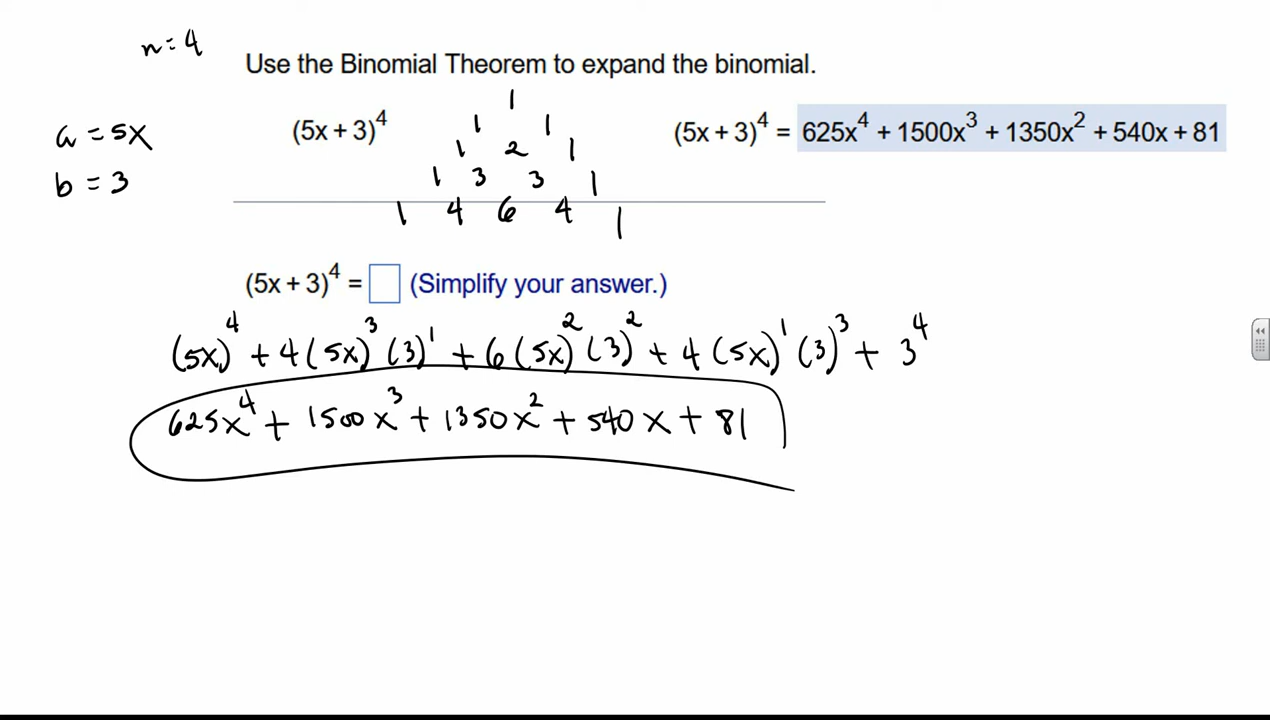 n = 4
Use the Binomial Theorem to expand the binomial.
a = 5x
b = 3
(5x + 3)^4
1
1 1
1 2 1
1 3 3 1
1 4 6 4 1
(5x + 3)^4 = 625x^4 + 1500x^3 + 1350x^2 + 540x + 81
(5x + 3)^4 = (Simplify your answer.)
(5x)^4 + 4(5x)^3(3)^1 + 6(5x)^2(3)^2 + 4(5x)^1(3)^3 + 3^4
625x^4 + 1500x^3 + 1350x^2 + 540x + 81